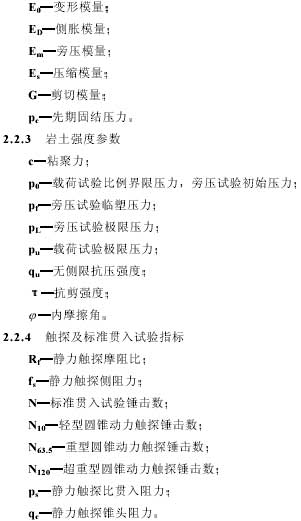 E₀—变形模量;
E_D—侧胀模量;
E_m—旁压模量;
E_s—压缩模量;
G—剪切模量;
p_c—先期固结压力。
2.2.3 岩土强度参数
c—粘聚力;
p₀—载荷试验比例界限压力，旁压试验初始压力;
p_f—旁压试验临塑压力;
p_L—旁压试验极限压力;
p_u—载荷试验极限压力;
q_u—无侧限抗压强度;
τ—抗剪强度;
φ—内摩擦角。
2.2.4 触探及标准贯入试验指标
R_f—静力触探摩阻比;
f_s—静力触探侧阻力;
N—标准贯入试验锤击数;
N₁₀—轻型圆锥动力触探锤击数;
N₆₃.₅—重型圆锥动力触探锤击数;
N₁₂₀—超重型圆锥动力触探锤击数;
p_s—静力触探比贯入阻力;
q_c—静力触探锥头阻力。